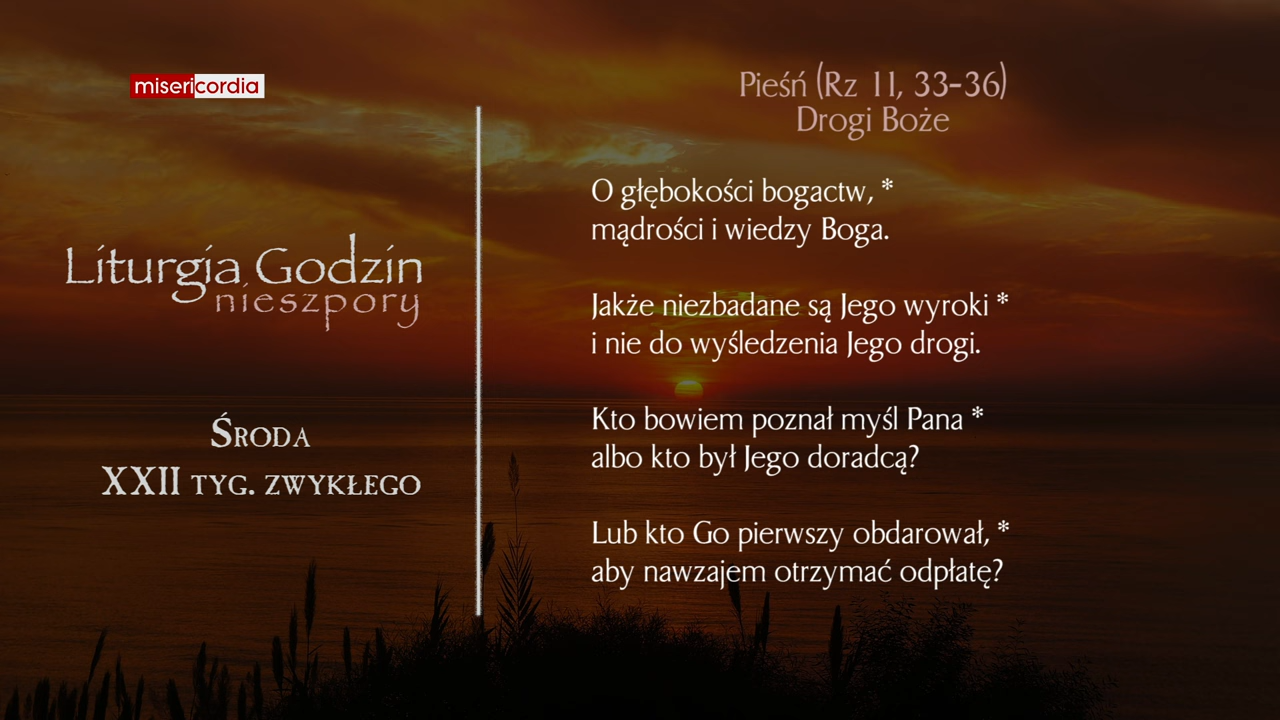 misericordia
Liturgia Godzin
nieszpory
Środa
XXII tyg. zwykłego
Pieśń (Rz 11, 33-36)
Drogi Boże
O głębokości bogactw, *
mądrości i wiedzy Boga.
Jakże niezbadane są Jego wyroki *
i nie do wyśledzenia Jego drogi.
Kto bowiem poznał myśl Pana *
albo kto był Jego doradcą?
Lub kto Go pierwszy obdarował, *
aby nawzajem otrzymać odpłatę?